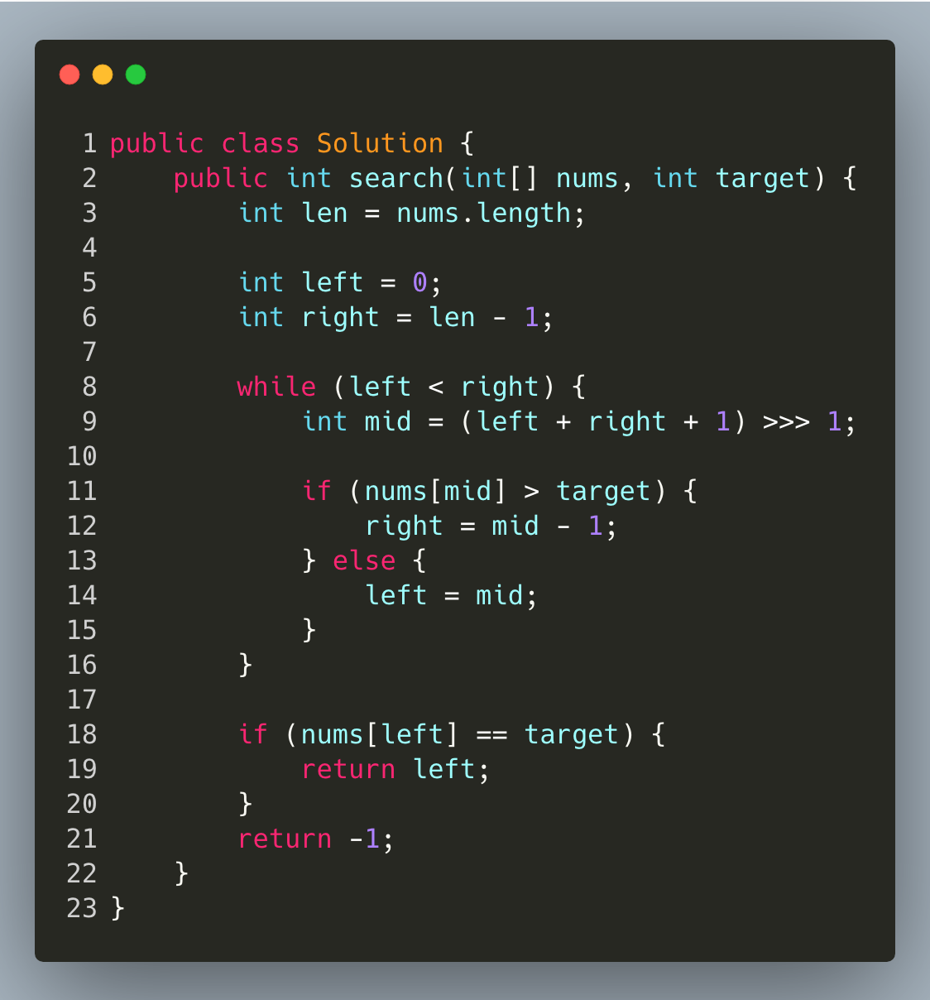 1 public class Solution {
2     public int search(int[] nums, int target) {
3         int len = nums.length;
4
5         int left = 0;
6         int right = len - 1;
7
8         while (left < right) {
9             int mid = (left + right + 1) >>> 1;
10
11             if (nums[mid] > target) {
12                 right = mid - 1;
13             } else {
14                 left = mid;
15             }
16         }
17
18         if (nums[left] == target) {
19             return left;
20         }
21         return -1;
22     }
23 }